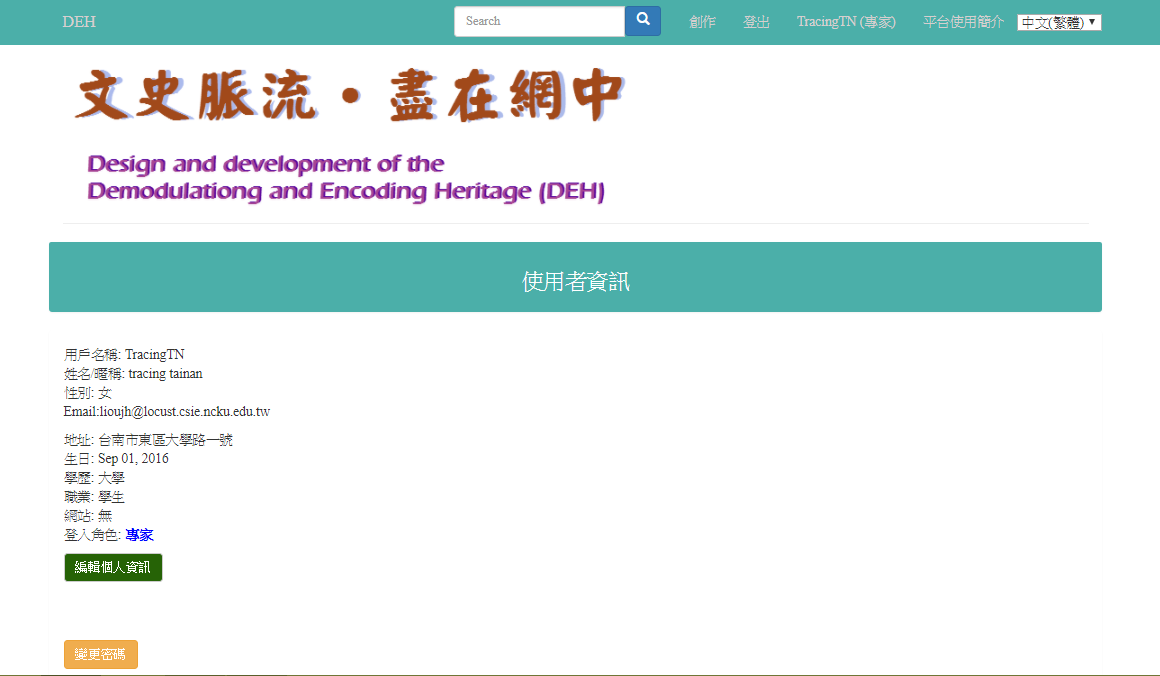 DEH
Search
創作
登出
TracingTN (專家)
平台使用簡介
中文(繁體)
文史脈流・盡在網中
Design and development of the
Demodulationg and Encoding Heritage (DEH)
使用者資訊
用戶名稱: TracingTN
姓名/暱稱: tracing tainan
性別: 女
Email:lioujh@locust.csie.ncku.edu.tw
地址: 台南市東區大學路一號
生日: Sep 01, 2016
學歷: 大學
職業: 學生
網站: 無
登入角色: 專家
編輯個人資訊
變更密碼